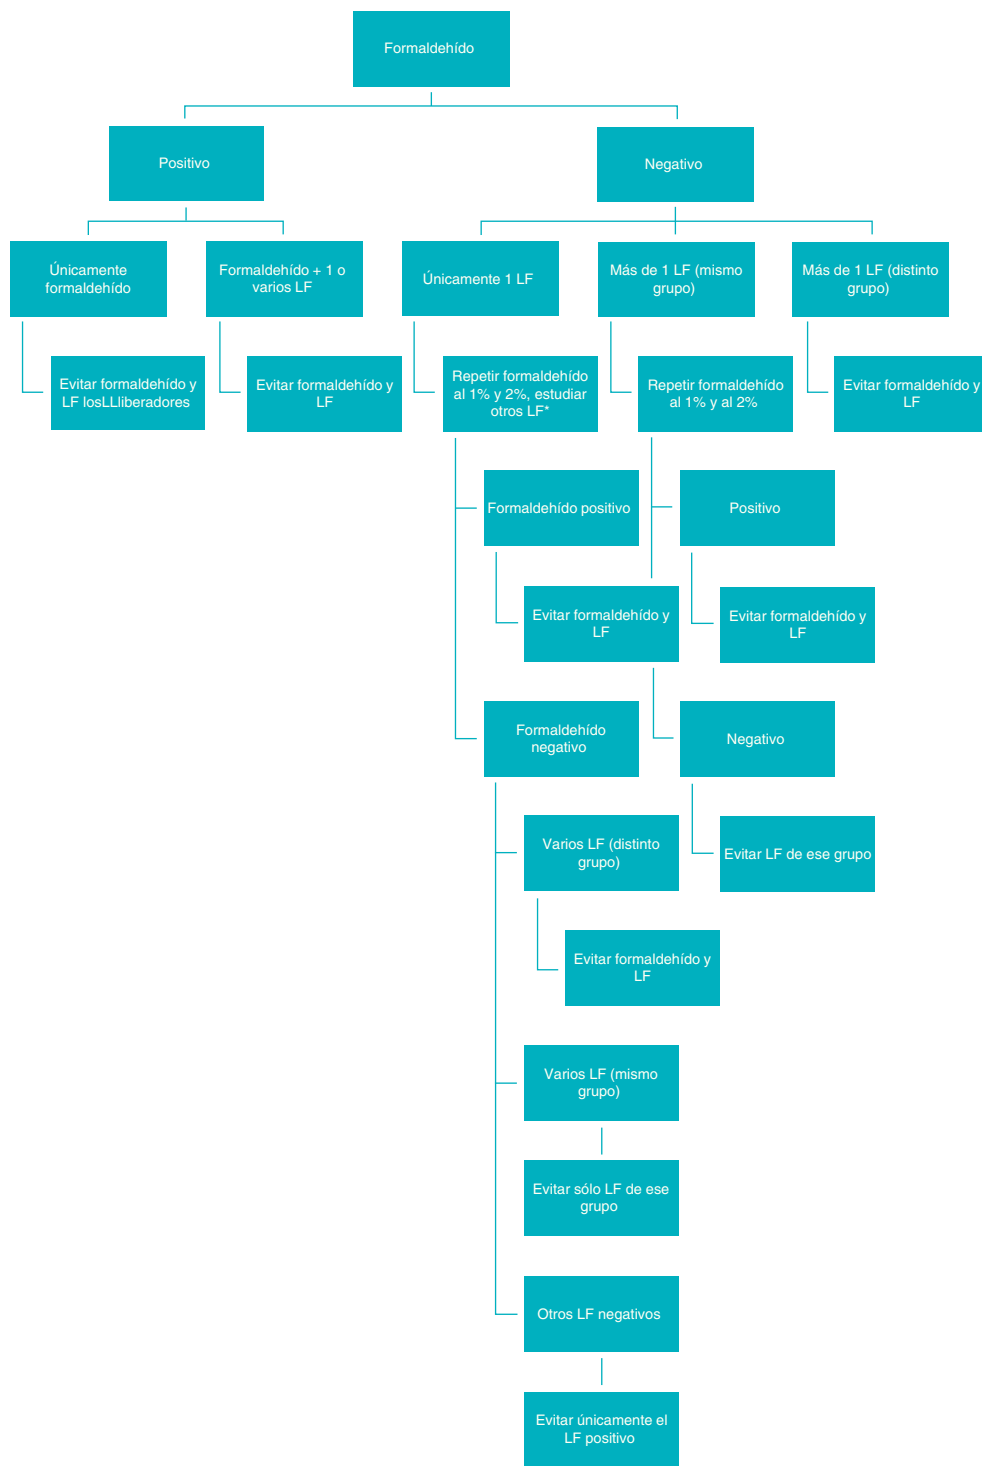 Formaldehído
Positivo
Negativo
Únicamente
formaldehído
Formaldehído + 1 o
varios LF
Únicamente 1 LF
Más de 1 LF (mismo
grupo)
Más de 1 LF (distinto
grupo)
Evitar formaldehído y
LF losLLliberadores
Evitar formaldehído y
LF
Repetir formaldehído
al 1% y 2%, estudiar
otros LF*
Repetir formaldehído
al 1% y al 2%
Evitar formaldehído y
LF
Formaldehído positivo
Positivo
Evitar formaldehído y
LF
Evitar formaldehído y
LF
Formaldehído
negativo
Negativo
Varios LF (distinto
grupo)
Evitar LF de ese grupo
Evitar formaldehído y
LF
Varios LF (mismo
grupo)
Evitar sólo LF de ese
grupo
Otros LF negativos
Evitar únicamente el
LF positivo